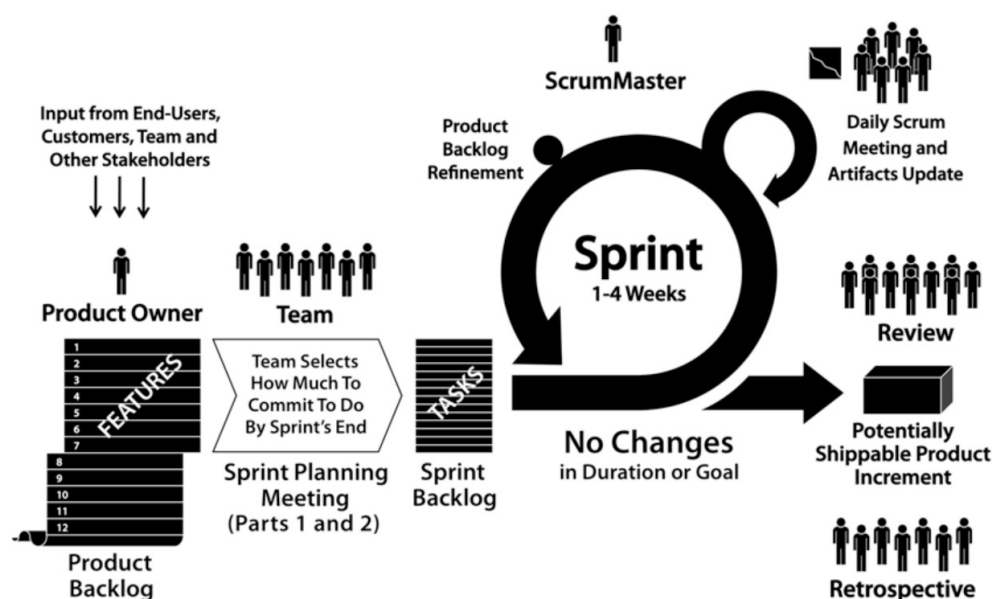 Input from End-Users,
Customers, Team and
Other Stakeholders
Product Owner
1
2
3
4
5
6
7
FEATURES
8
9
10
11
12
Product
Backlog
Team
Team Selects
How Much To
Commit To Do
By Sprint's End
Sprint Planning
Meeting
(Parts 1 and 2)
TASKS
Sprint
Backlog
ScrumMaster
Product
Backlog
Refinement
Sprint
1-4 Weeks
No Changes
in Duration or Goal
Daily Scrum
Meeting and
Artifacts Update
Review
Potentially
Shippable Product
Increment
Retrospective